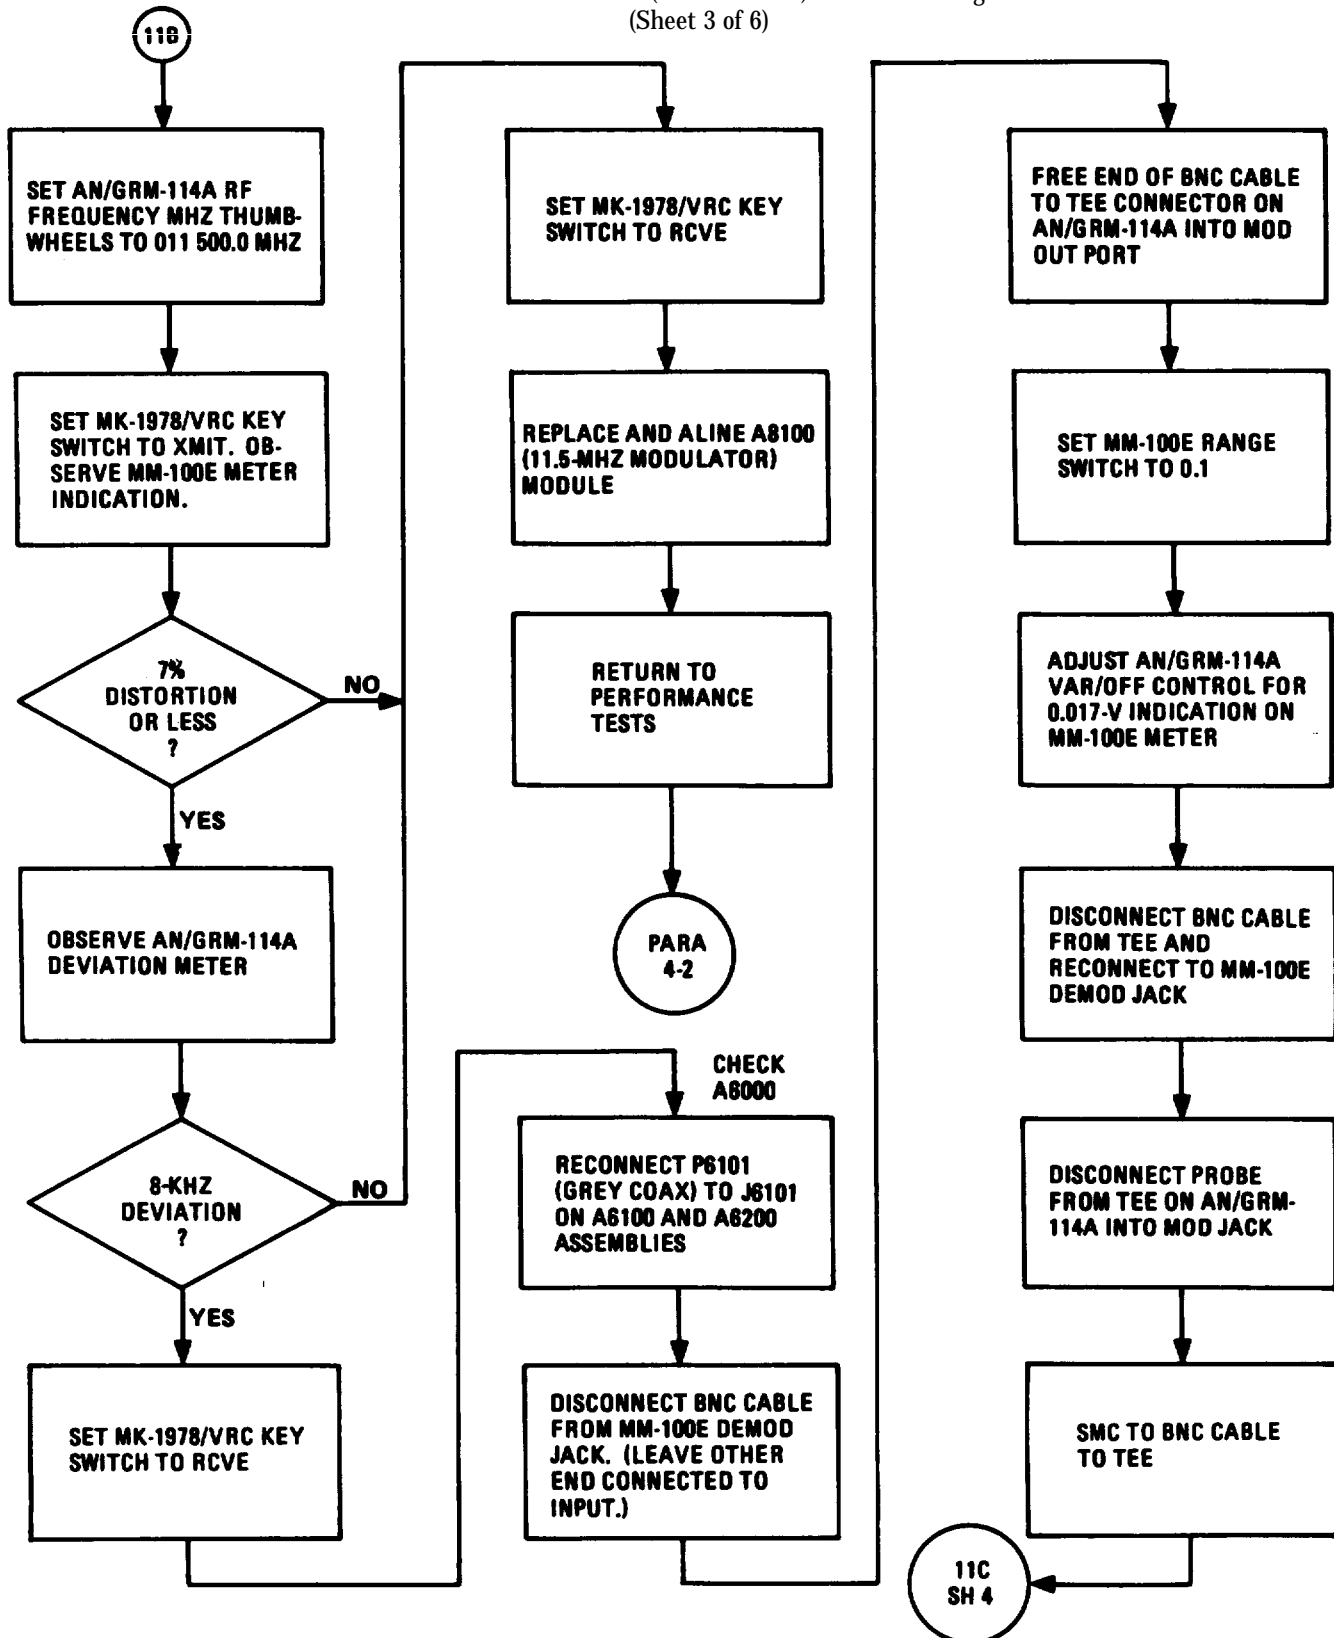 (Sheet 3 of 6)
11B
SET AN/GRM-114A RF
FREQUENCY MHZ THUMB-
WHEELS TO 011 500.0 MHZ
SET MK-1978/VRC KEY
SWITCH TO XMIT. OB-
SERVE MM-100E METER
INDICATION.
7%
DISTORTION
OR LESS
?
NO
YES
OBSERVE AN/GRM-114A
DEVIATION METER
8-KHZ
DEVIATION
?
NO
YES
SET MK-1978/VRC KEY
SWITCH TO RCVE
SET MK-1978/VRC KEY
SWITCH TO RCVE
REPLACE AND ALINE A8100
(11.5-MHZ MODULATOR)
MODULE
RETURN TO
PERFORMANCE
TESTS
PARA
4-2
CHECK
A6000
RECONNECT P6101
(GREY COAX) TO J6101
ON A6100 AND A6200
ASSEMBLIES
DISCONNECT BNC CABLE
FROM MM-100E DEMOD
JACK. (LEAVE OTHER
END CONNECTED TO
INPUT.)
FREE END OF BNC CABLE
TO TEE CONNECTOR ON
AN/GRM-114A INTO MOD
OUT PORT
SET MM-100E RANGE
SWITCH TO 0.1
ADJUST AN/GRM-114A
VAR/OFF CONTROL FOR
0.017-V INDICATION ON
MM-100E METER
DISCONNECT BNC CABLE
FROM TEE AND
RECONNECT TO MM-100E
DEMOD JACK
DISCONNECT PROBE
FROM TEE ON AN/GRM-
114A INTO MOD JACK
SMC TO BNC CABLE
TO TEE
11C
SH 4